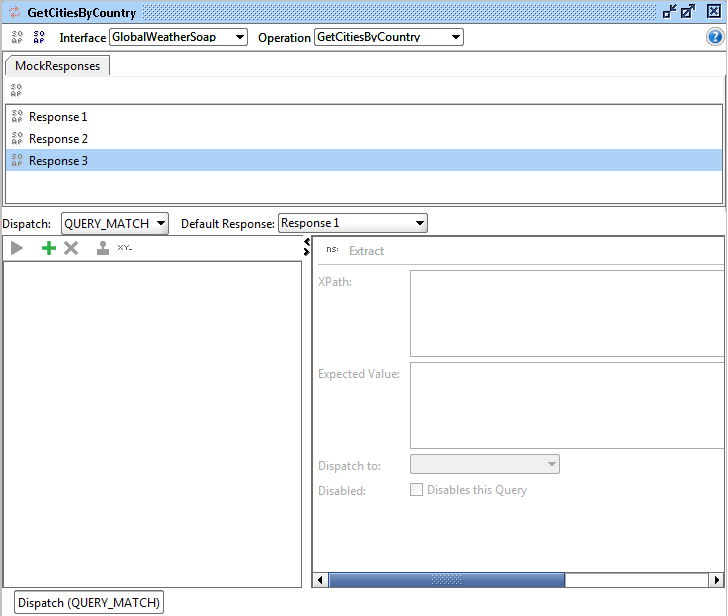 GetCitiesByCountry
Interface GlobalWeatherSoap Operation GetCitiesByCountry ?
MockResponses
Response 1
Response 2
Response 3
Dispatch: QUERY_MATCH Default Response: Response 1
XY= ns: Extract
XPath:
Expected Value:
Dispatch to:
Disabled: Disables this Query
Dispatch (QUERY_MATCH)